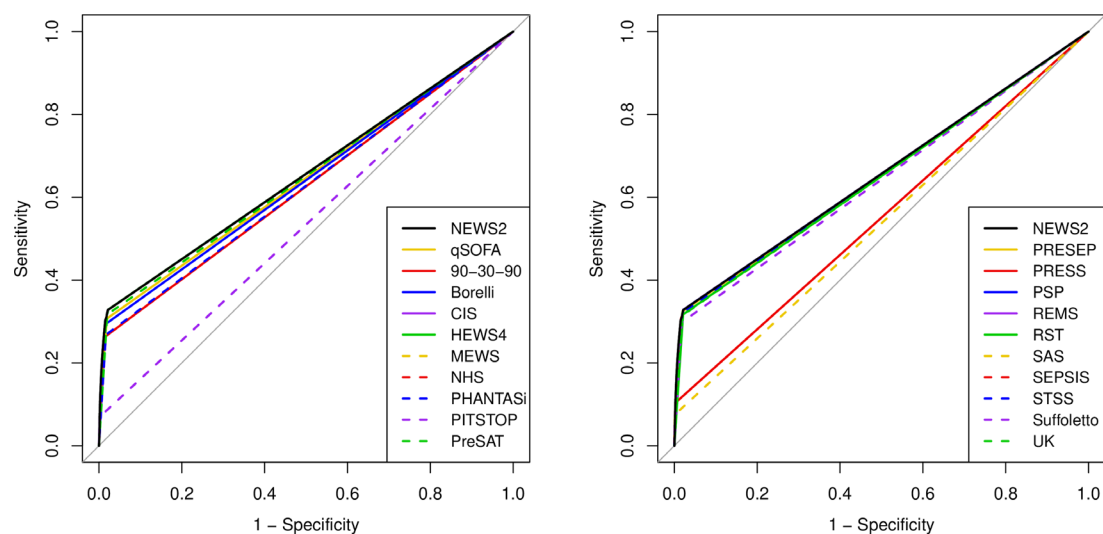 1.0
0.8
0.6
0.4
0.2
0.0
Sensitivity
NEWS2
qSOFA
90−30−90
Borelli
CIS
HEWS4
MEWS
NHS
PHANTASi
PITSTOP
PreSAT
0.0 0.2 0.4 0.6 0.8 1.0
1 − Specificity
1.0
0.8
0.6
0.4
0.2
0.0
Sensitivity
NEWS2
PRESEP
PRESS
PSP
REMS
RST
SAS
SEPSIS
STSS
Suffoletto
UK
0.0 0.2 0.4 0.6 0.8 1.0
1 − Specificity